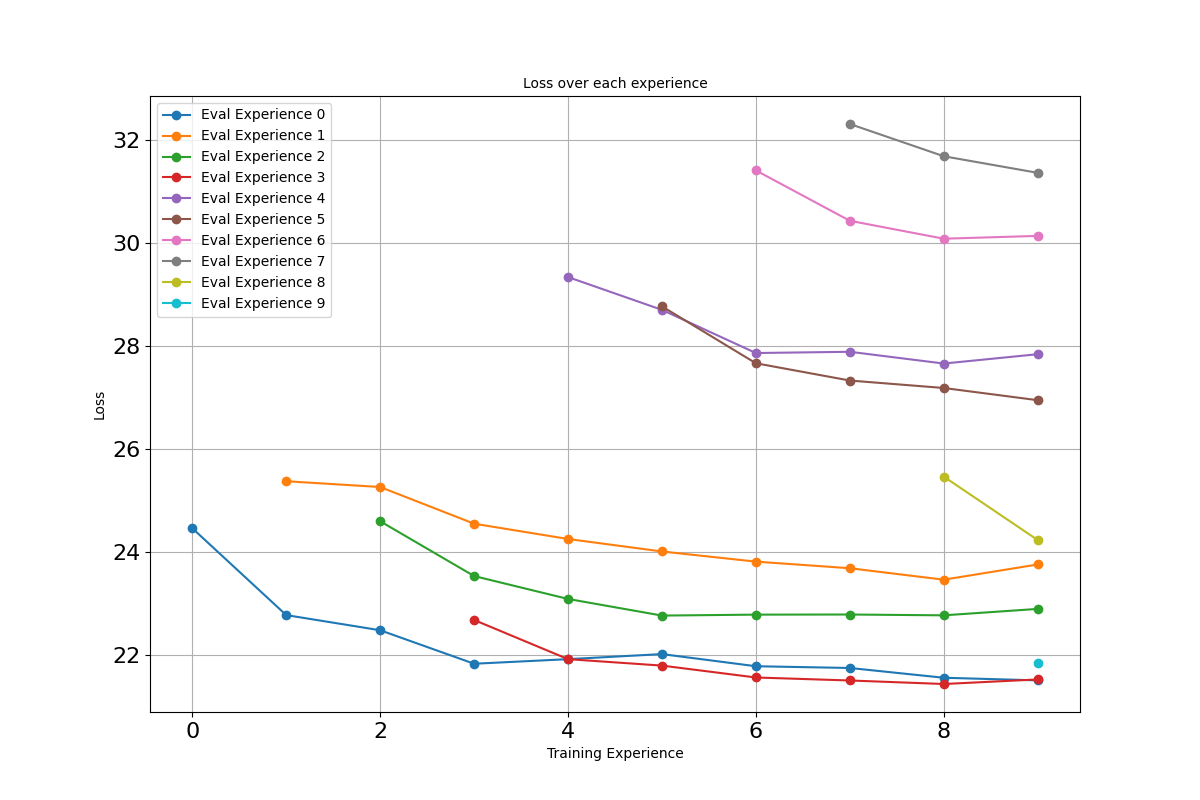 Loss over each experience
Eval Experience 0
Eval Experience 1
Eval Experience 2
Eval Experience 3
Eval Experience 4
Eval Experience 5
Eval Experience 6
Eval Experience 7
Eval Experience 8
Eval Experience 9
32
30
28
26
24
22
Loss
0 2 4 6 8
Training Experience